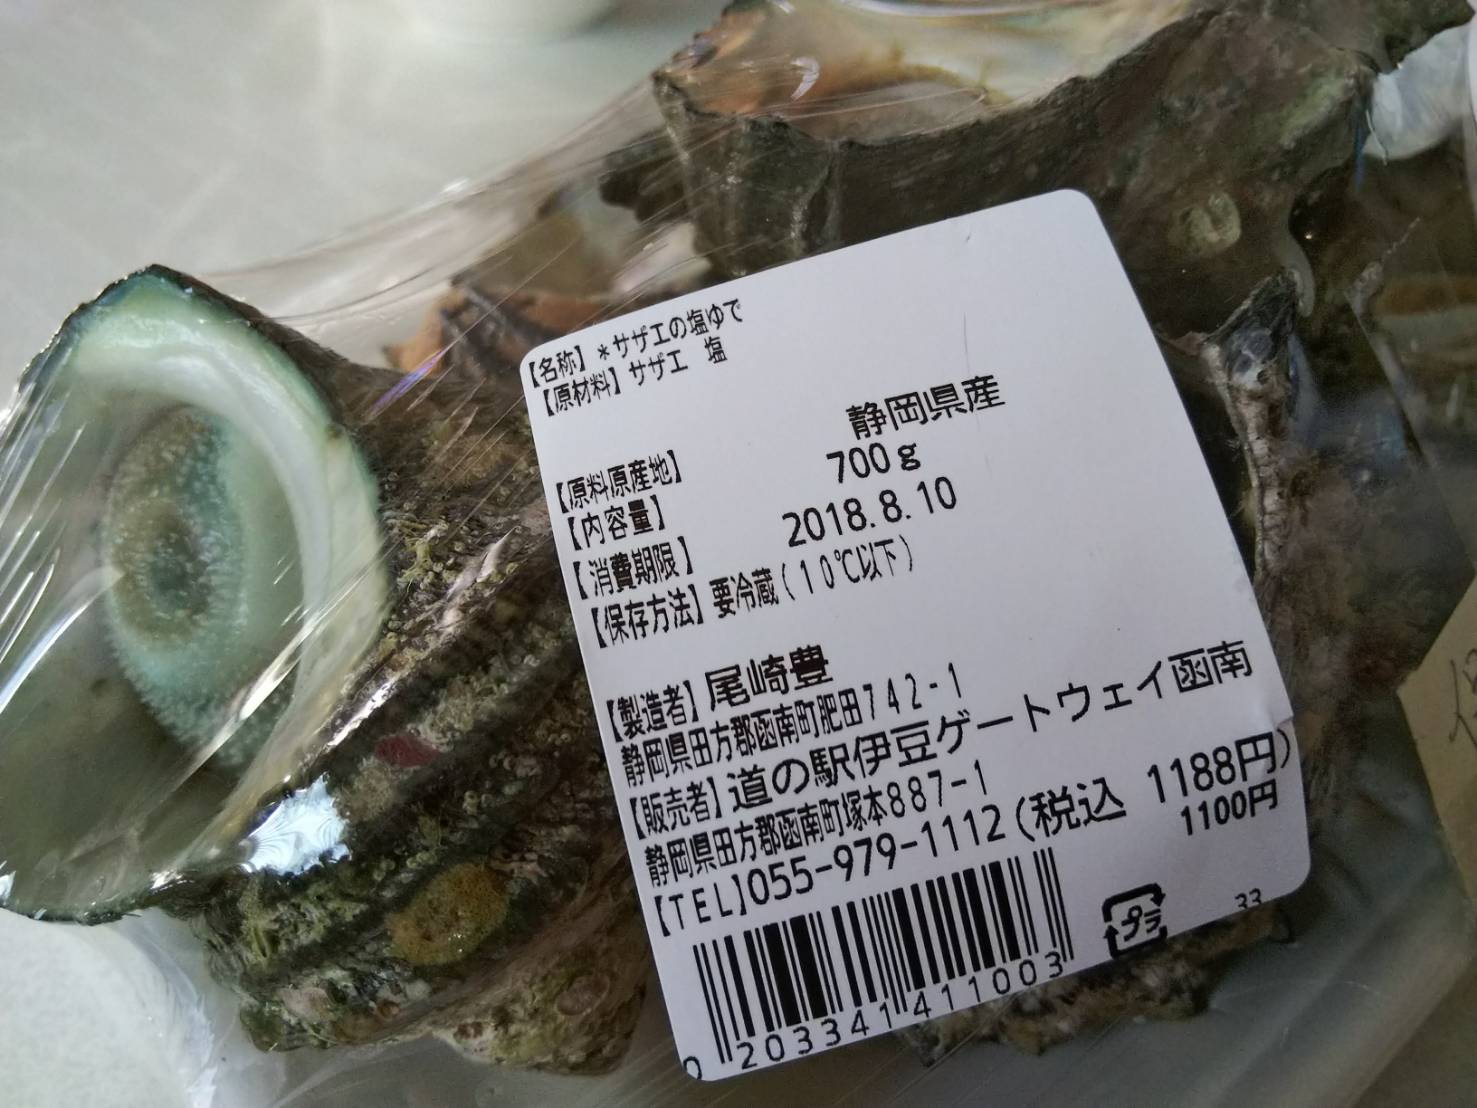 【名称】＊サザエの塩ゆで
【原材料】サザエ　塩
【原料原産地】　静岡県産
【内容量】　700ｇ
【消費期限】　2018.8.10
【保存方法】要冷蔵(10℃以下)
【製造者】尾崎豊
静岡県田方郡函南町肥田742-1
【販売者】道の駅伊豆ゲートウェイ函南
静岡県田方郡函南町塚本887-1
【TEL】055-979-1112(税込　1188円)
1100円
プラ
33
0 203341411003